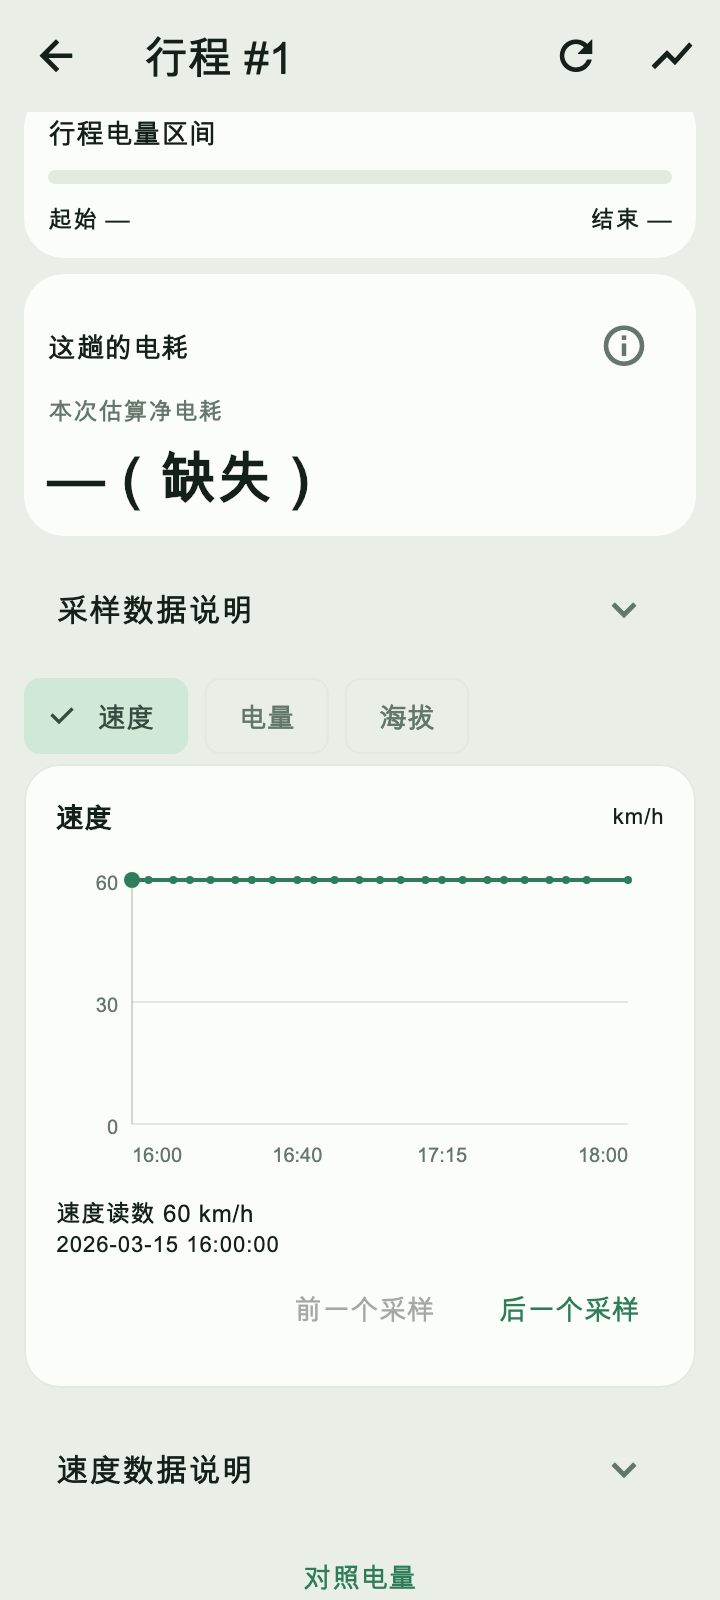 行程 #1
行程电量区间
起始 —
结束 —
这趟的电耗
本次估算净电耗
— ( 缺失 )
采样数据说明
速度
电量
海拔
速度
km/h
60
30
0
16:00
16:40
17:15
18:00
速度读数 60 km/h
2026-03-15 16:00:00
前一个采样
后一个采样
速度数据说明
对照电量